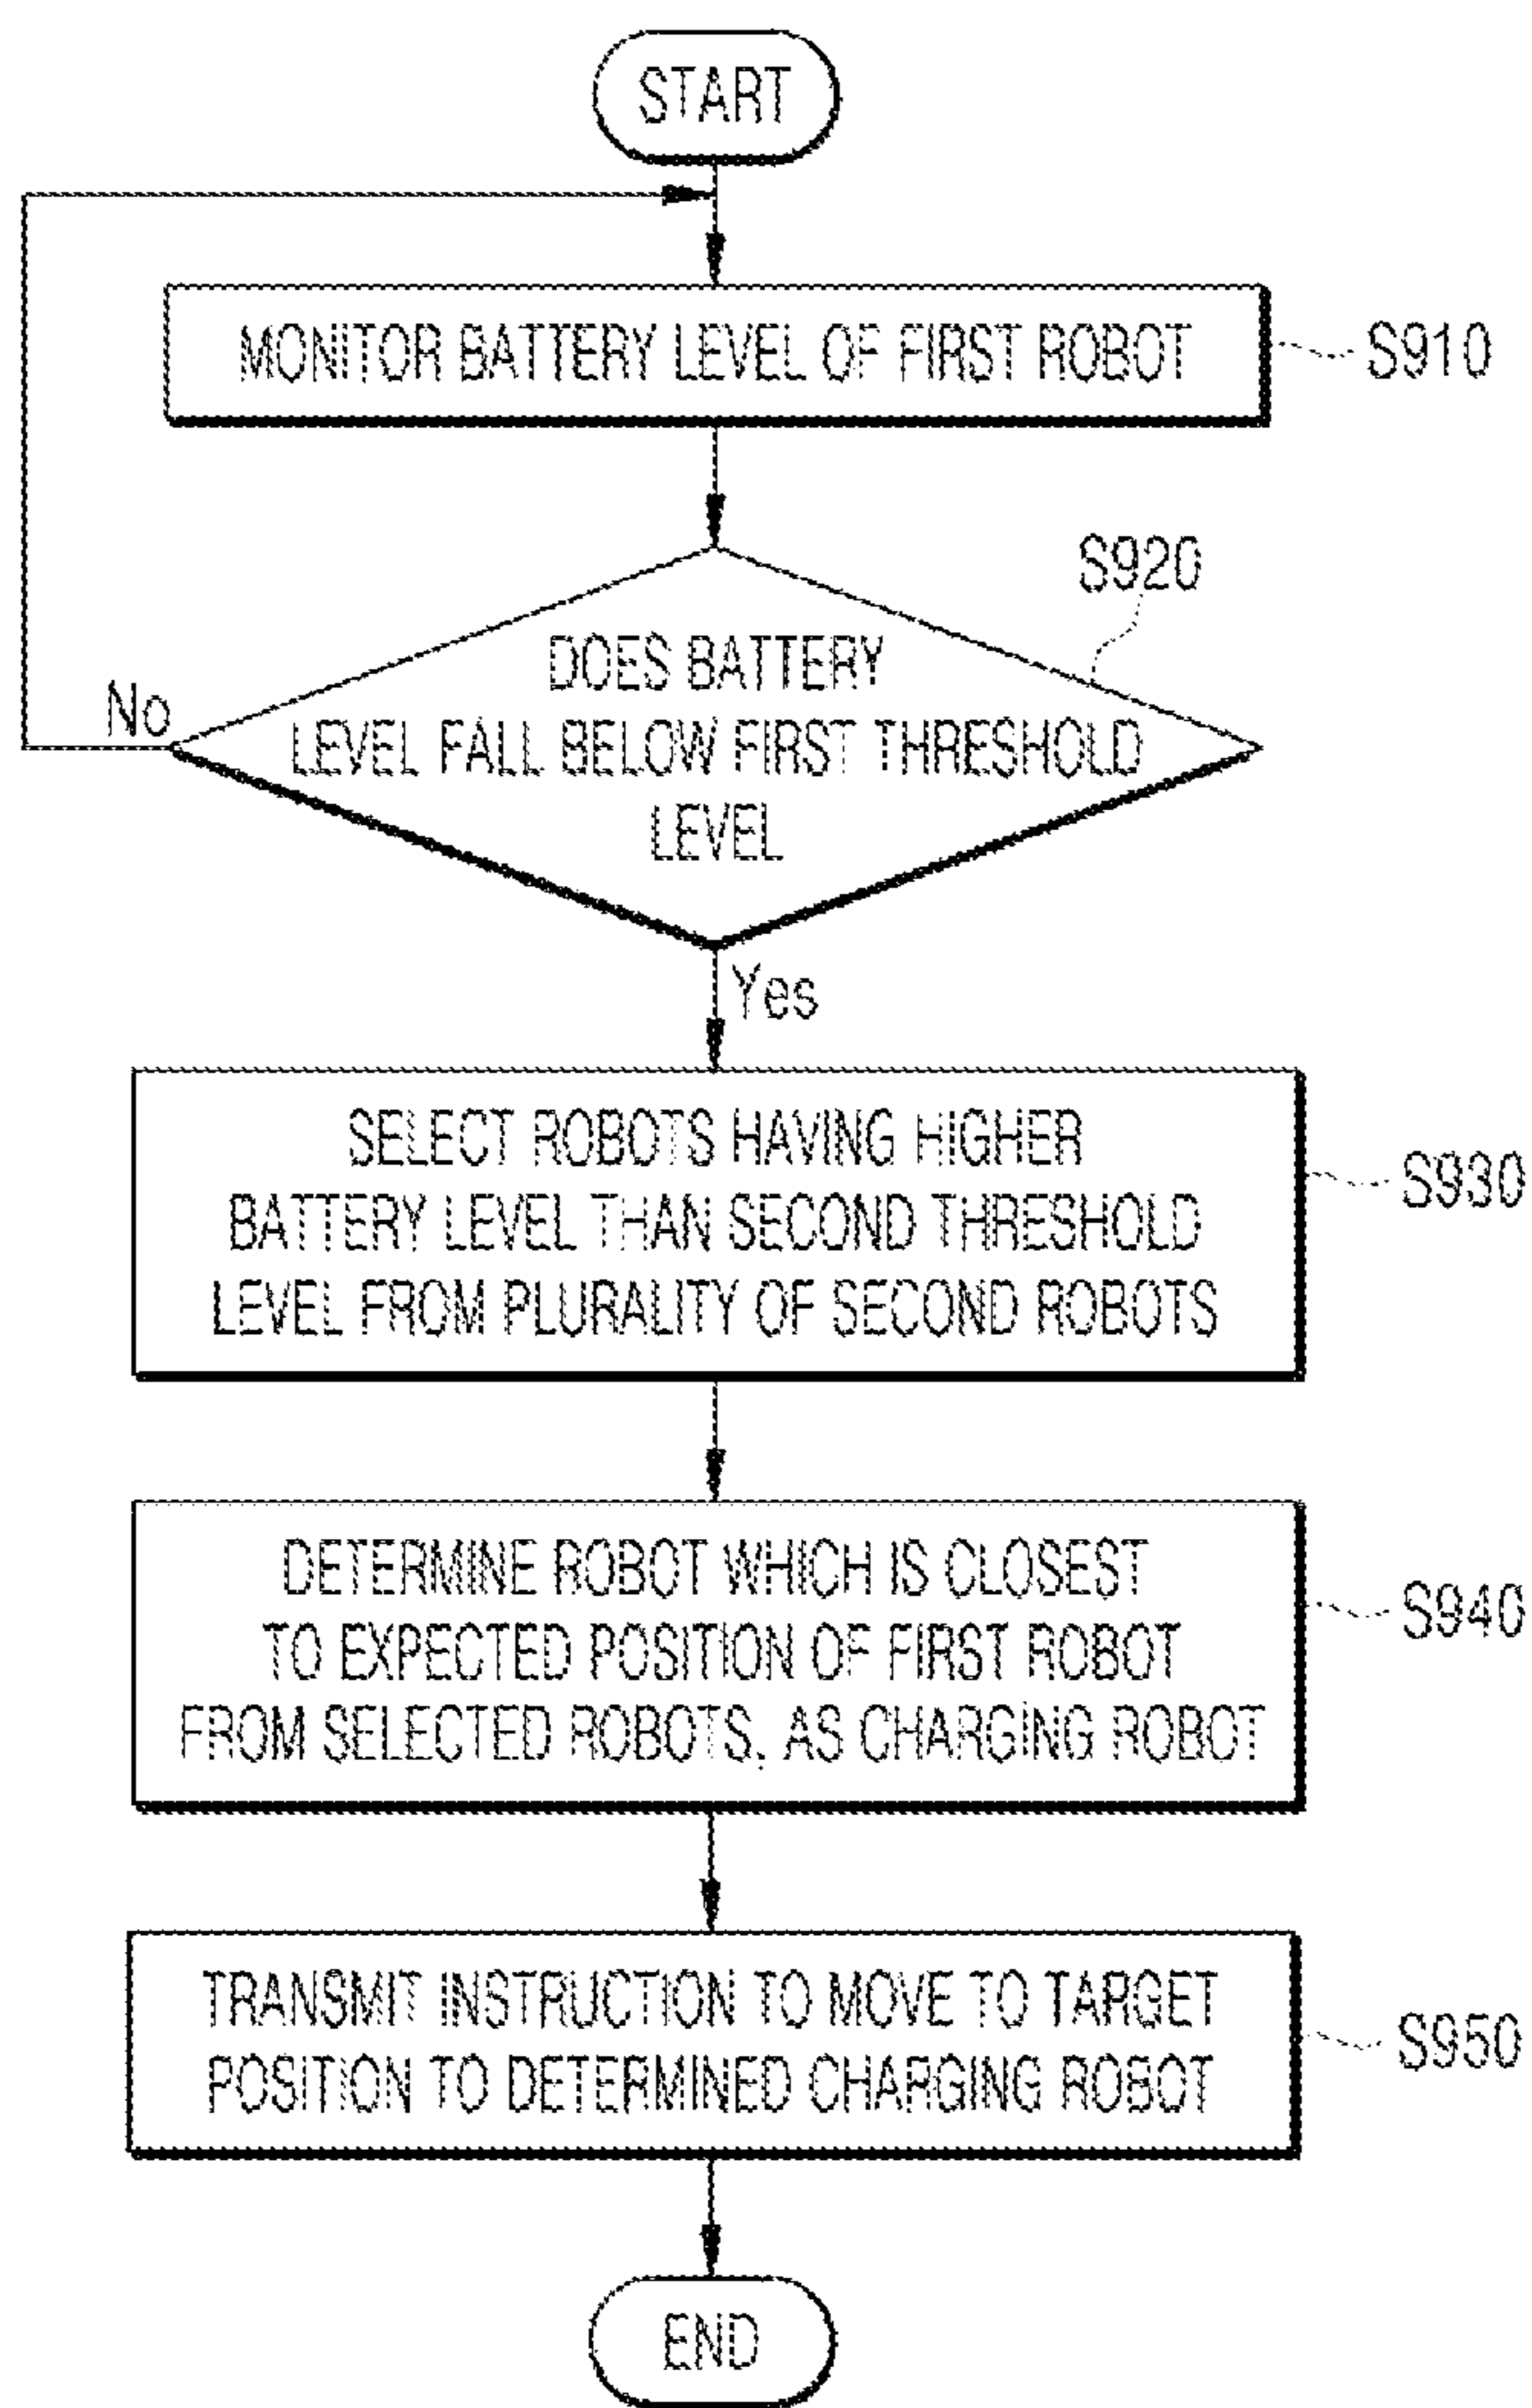 START
MONITOR BATTERY LEVEL OF FIRST ROBOT
S910
S920
DOES BATTERY
LEVEL FALL BELOW FIRST THRESHOLD
LEVEL
No
Yes
SELECT ROBOTS HAVING HIGHER
BATTERY LEVEL THAN SECOND THRESHOLD
LEVEL FROM PLURALITY OF SECOND ROBOTS
S930
DETERMINE ROBOT WHICH IS CLOSEST
TO EXPECTED POSITION OF FIRST ROBOT
FROM SELECTED ROBOTS, AS CHARGING ROBOT
S940
TRANSMIT INSTRUCTION TO MOVE TO TARGET
POSITION TO DETERMINED CHARGING ROBOT
S950
END